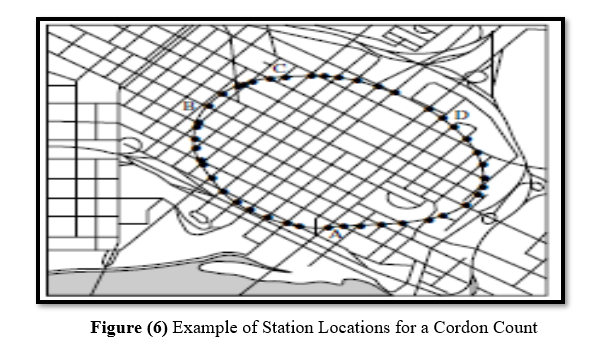 C
B
D
A
Figure (6) Example of Station Locations for a Cordon Count